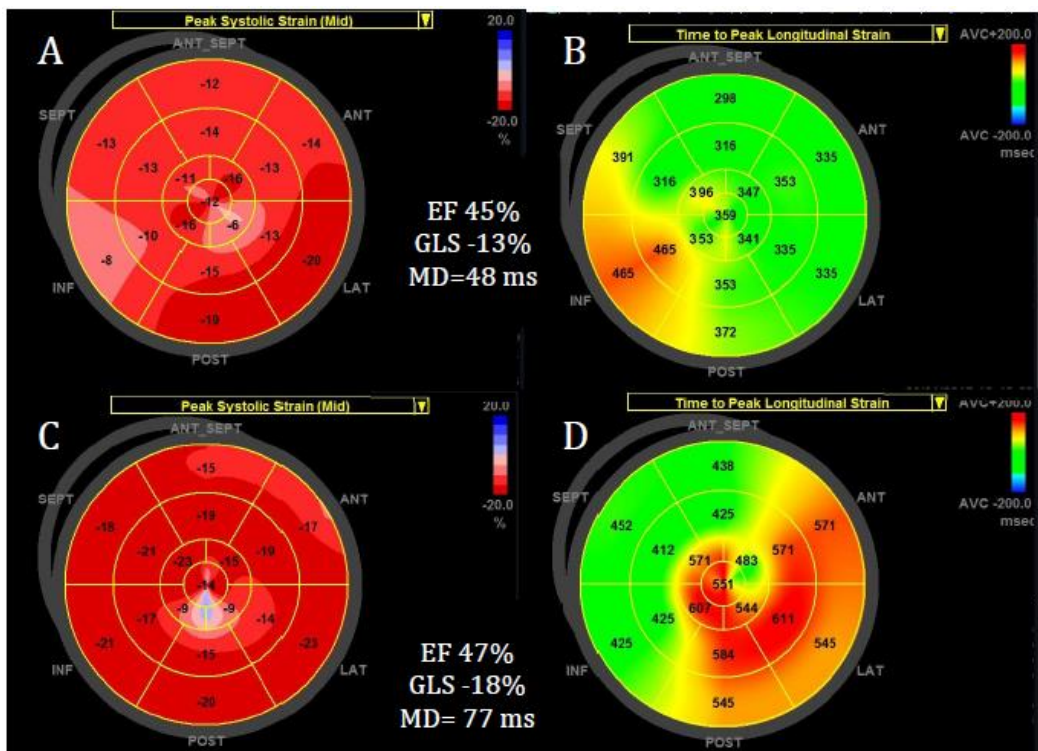 A
Peak Systolic Strain (Mid)
20.0
-20.0
%
ANT_SEPT
SEPT
ANT
INF
LAT
POST
-12
-13
-14
-14
-13
-13
-11
-16
-12
-16
-6
-10
-13
-8
-20
-15
-19
EF 45%
GLS -13%
MD=48 ms
B
Time to Peak Longitudinal Strain
AVC+200.0
AVC -200.0
msec
ANT_SEPT
SEPT
ANT
INF
LAT
POST
298
391
316
335
316
353
396
347
359
353
341
465
335
465
335
353
372
C
Peak Systolic Strain (Mid)
20.0
-20.0
%
ANT_SEPT
SEPT
ANT
INF
LAT
POST
-15
-18
-19
-17
-21
-19
-23
-15
-14
-9
-9
-17
-14
-21
-23
-15
-20
EF 47%
GLS -18%
MD= 77 ms
D
Time to Peak Longitudinal Strain
AVC+200.0
AVC -200.0
msec
ANT_SEPT
SEPT
ANT
INF
LAT
POST
438
452
425
571
412
571
571
483
551
607
544
425
611
425
545
584
545